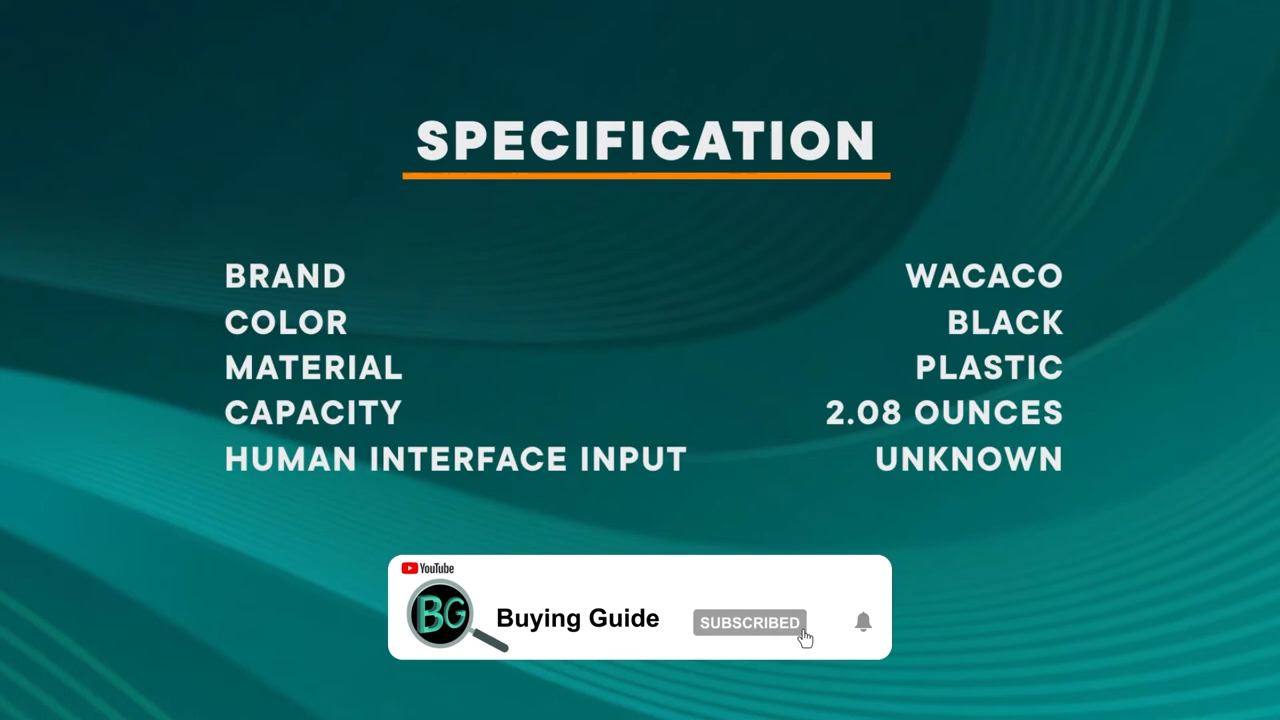 SPECIFICATION
BRAND WACACO
COLOR BLACK
MATERIAL PLASTIC
CAPACITY 2.08 OUNCES
HUMAN INTERFACE INPUT UNKNOWN
YouTube
BG Buying Guide SUBSCRIBED